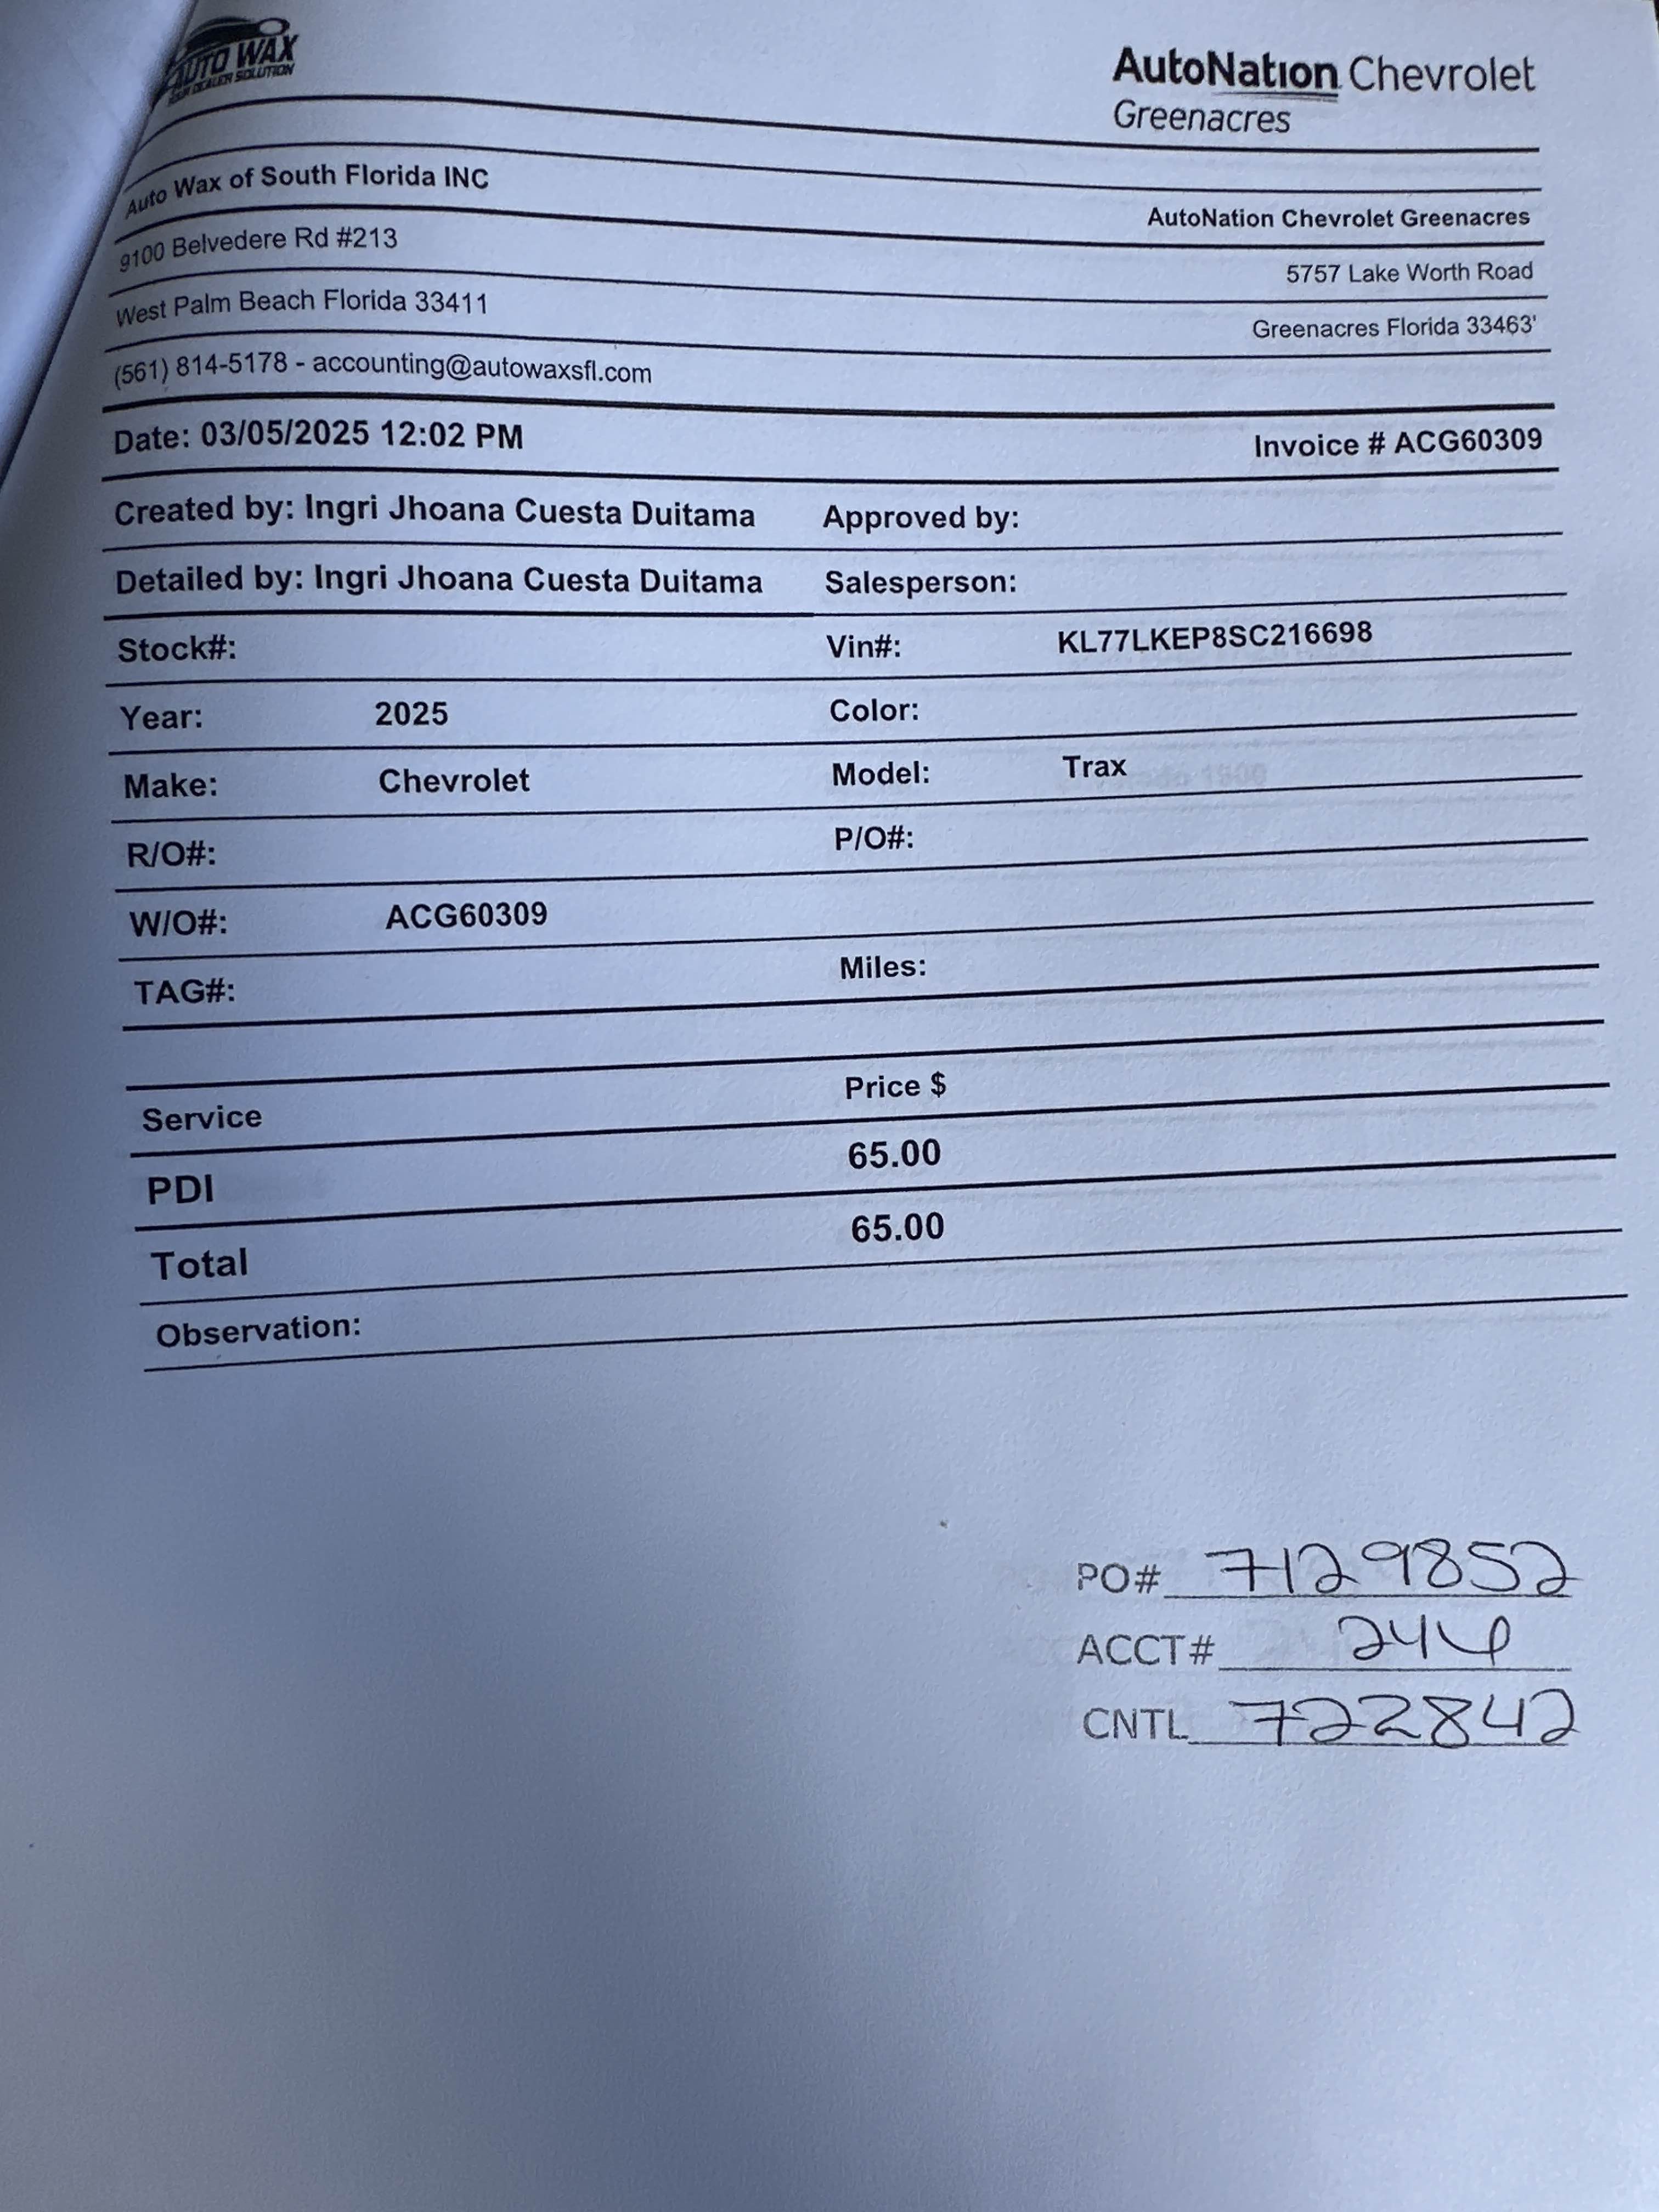 AUTO WAX
YOUR DEALER SOLUTION
AutoNation Chevrolet
Greenacres
Auto Wax of South Florida INC
AutoNation Chevrolet Greenacres
9100 Belvedere Rd #213
5757 Lake Worth Road
West Palm Beach Florida 33411
Greenacres Florida 33463'
(561) 814-5178 - accounting@autowaxsfl.com
Date: 03/05/2025 12:02 PM Invoice # ACG60309
Created by: Ingri Jhoana Cuesta Duitama Approved by:
Detailed by: Ingri Jhoana Cuesta Duitama Salesperson:
Stock#: Vin#: KL77LKEP8SC216698
Year: 2025 Color:
Make: Chevrolet Model: Trax
R/O#: P/O#:
W/O#: ACG60309
TAG#: Miles:
Service Price $
PDI 65.00
Total 65.00
Observation:
PO# 7129852
ACCT# 246
CNTL 722842